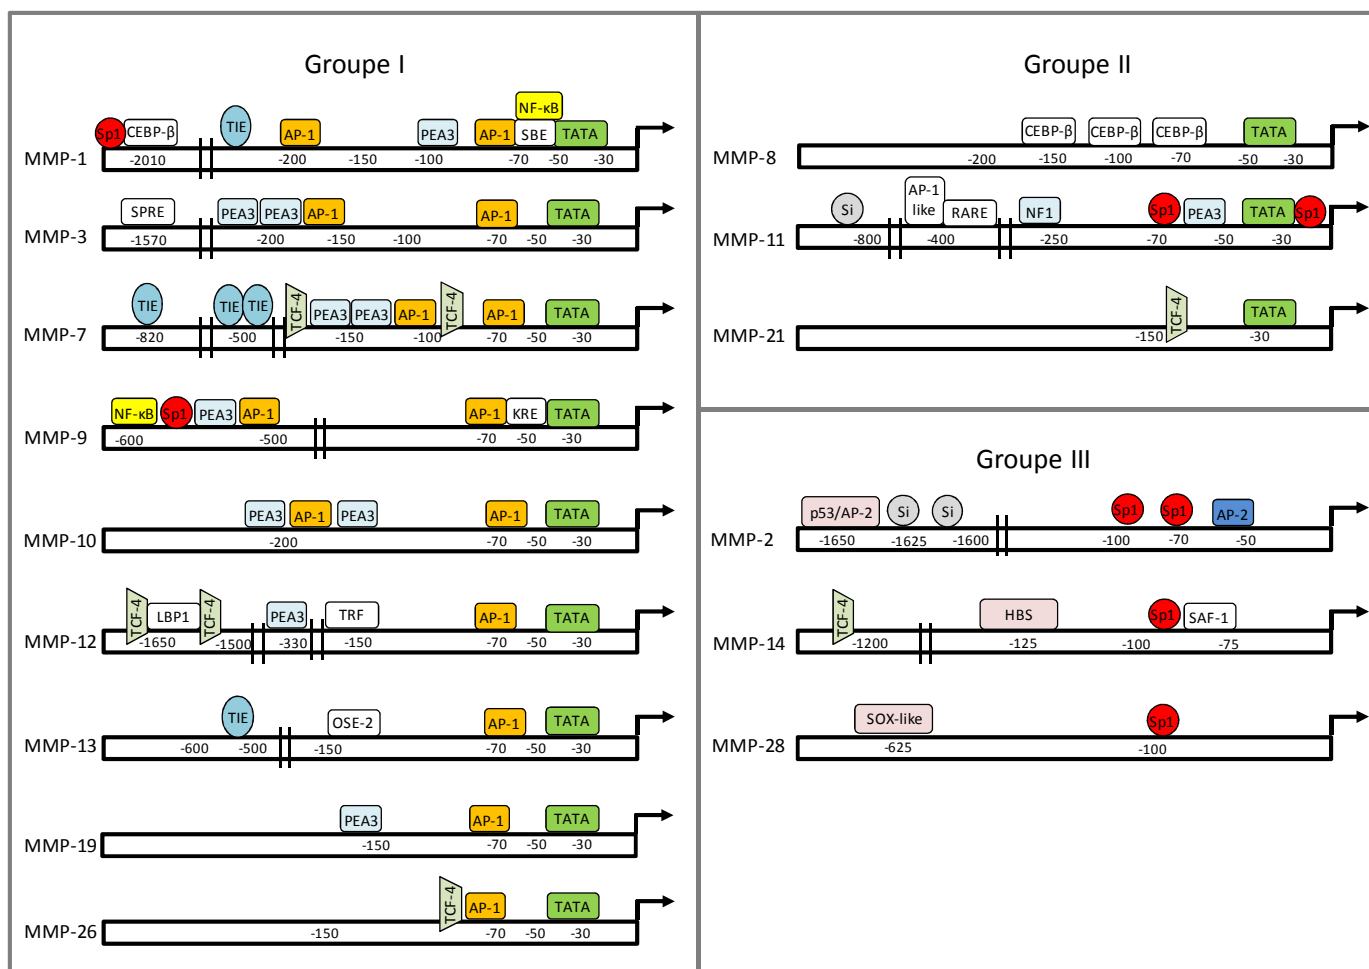 Groupe I
NF-κB
Sp1 CEBP-β TIE AP-1 PEA3 AP-1 SBE TATA
MMP-1 -2010 -200 -150 -100 -70 -50 -30
SPRE PEA3 PEA3 AP-1 AP-1 TATA
MMP-3 -1570 -200 -150 -100 -70 -50 -30
TIE TIE TIE TCF-4 PEA3 PEA3 AP-1 TCF-4 AP-1 TATA
MMP-7 -820 -500 -150 -100 -70 -50 -30
NF-κB Sp1 PEA3 AP-1 AP-1 KRE TATA
MMP-9 -600 -500 -70 -50 -30
PEA3 AP-1 PEA3 AP-1 TATA
MMP-10 -200 -70 -50 -30
TCF-4 LBP1 TCF-4 PEA3 TRF AP-1 TATA
MMP-12 -1650 -1500 -330 -150 -70 -50 -30
TIE OSE-2 AP-1 TATA
MMP-13 -600 -500 -150 -70 -50 -30
PEA3 AP-1 TATA
MMP-19 -150 -70 -50 -30
TCF-4 AP-1 TATA
MMP-26 -150 -70 -50 -30
Groupe II
CEBP-β CEBP-β CEBP-β TATA
MMP-8 -200 -150 -100 -70 -50 -30
AP-1
Si like RARE NF1 Sp1 PEA3 TATA Sp1
MMP-11 -800 -400 -250 -70 -50 -30
TCF-4 TATA
MMP-21 -150 -30
Groupe III
p53/AP-2 Si Si Sp1 Sp1 AP-2
MMP-2 -1650 -1625 -1600 -100 -70 -50
TCF-4 HBS Sp1 SAF-1
MMP-14 -1200 -125 -100 -75
SOX-like Sp1
MMP-28 -625 -100